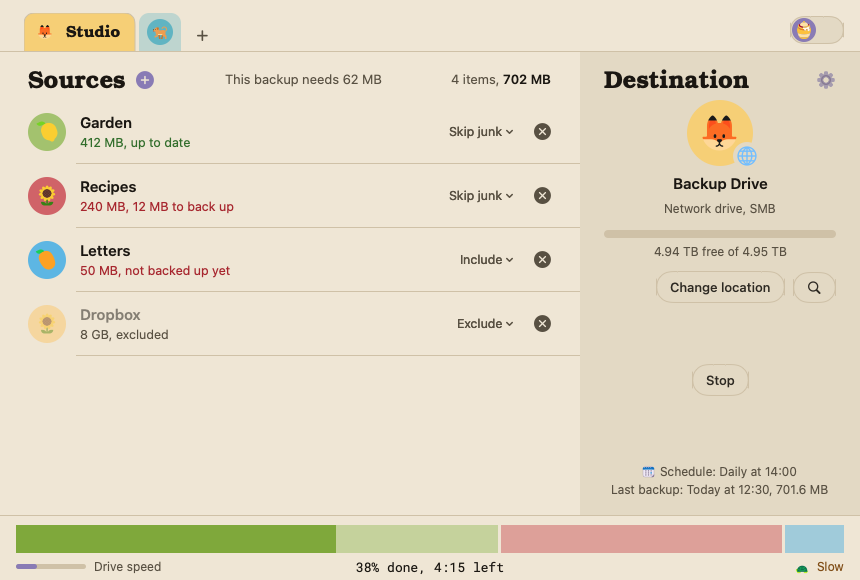 Studio
+
Sources
This backup needs 62 MB
4 items, 702 MB
Garden
412 MB, up to date
Skip junk
Recipes
240 MB, 12 MB to back up
Skip junk
Letters
50 MB, not backed up yet
Include
Dropbox
8 GB, excluded
Exclude
Destination
Backup Drive
Network drive, SMB
4.94 TB free of 4.95 TB
Change location
Stop
Schedule: Daily at 14:00
Last backup: Today at 12:30, 701.6 MB
Drive speed
38% done, 4:15 left
Slow